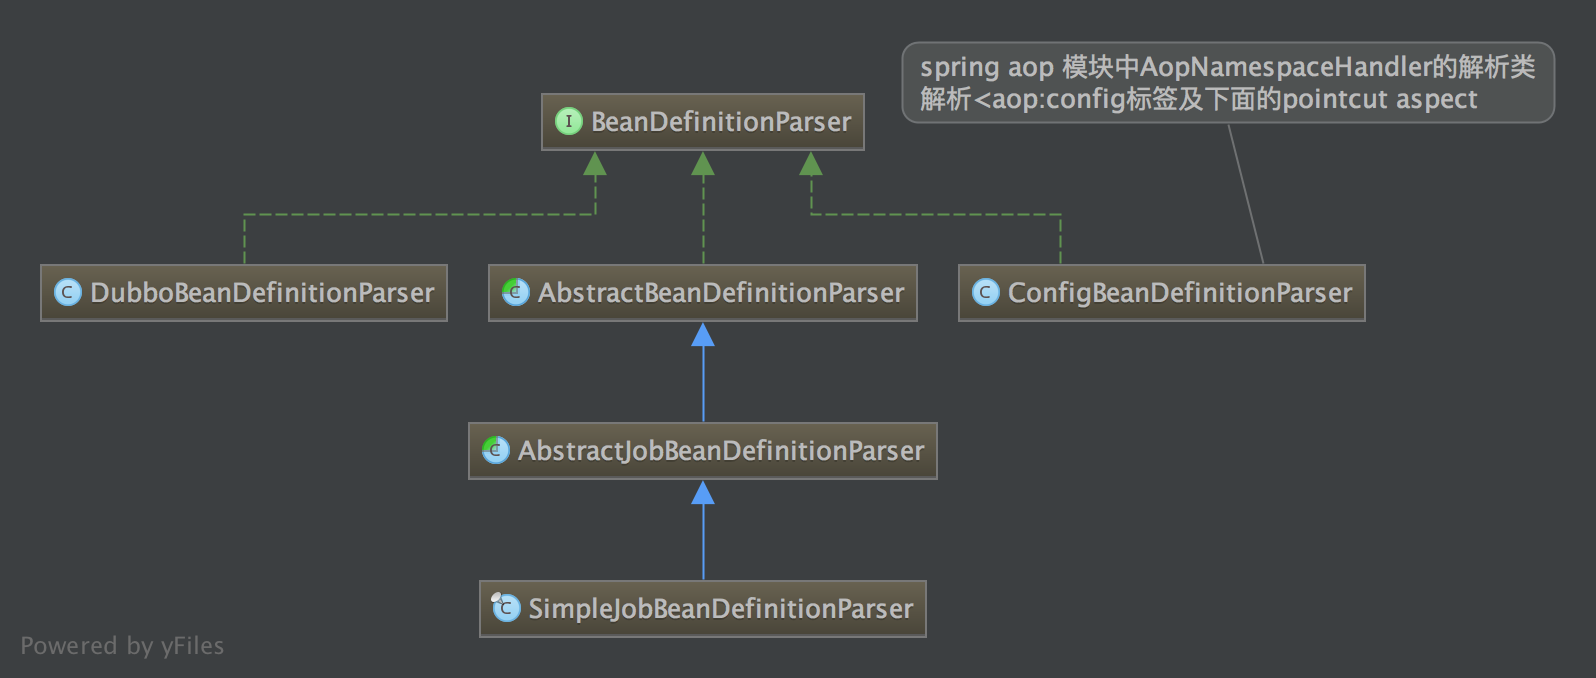 spring aop 模块中AopNamespaceHandler的解析类
解析<aop:config标签及下面的pointcut aspect
I BeanDefinitionParser
C DubboBeanDefinitionParser
C AbstractBeanDefinitionParser
C ConfigBeanDefinitionParser
C AbstractJobBeanDefinitionParser
C SimpleJobBeanDefinitionParser
Powered by yFiles